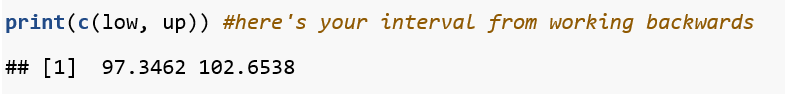 print(c(low, up)) #here's your interval from working backwards
## [1]  97.3462 102.6538